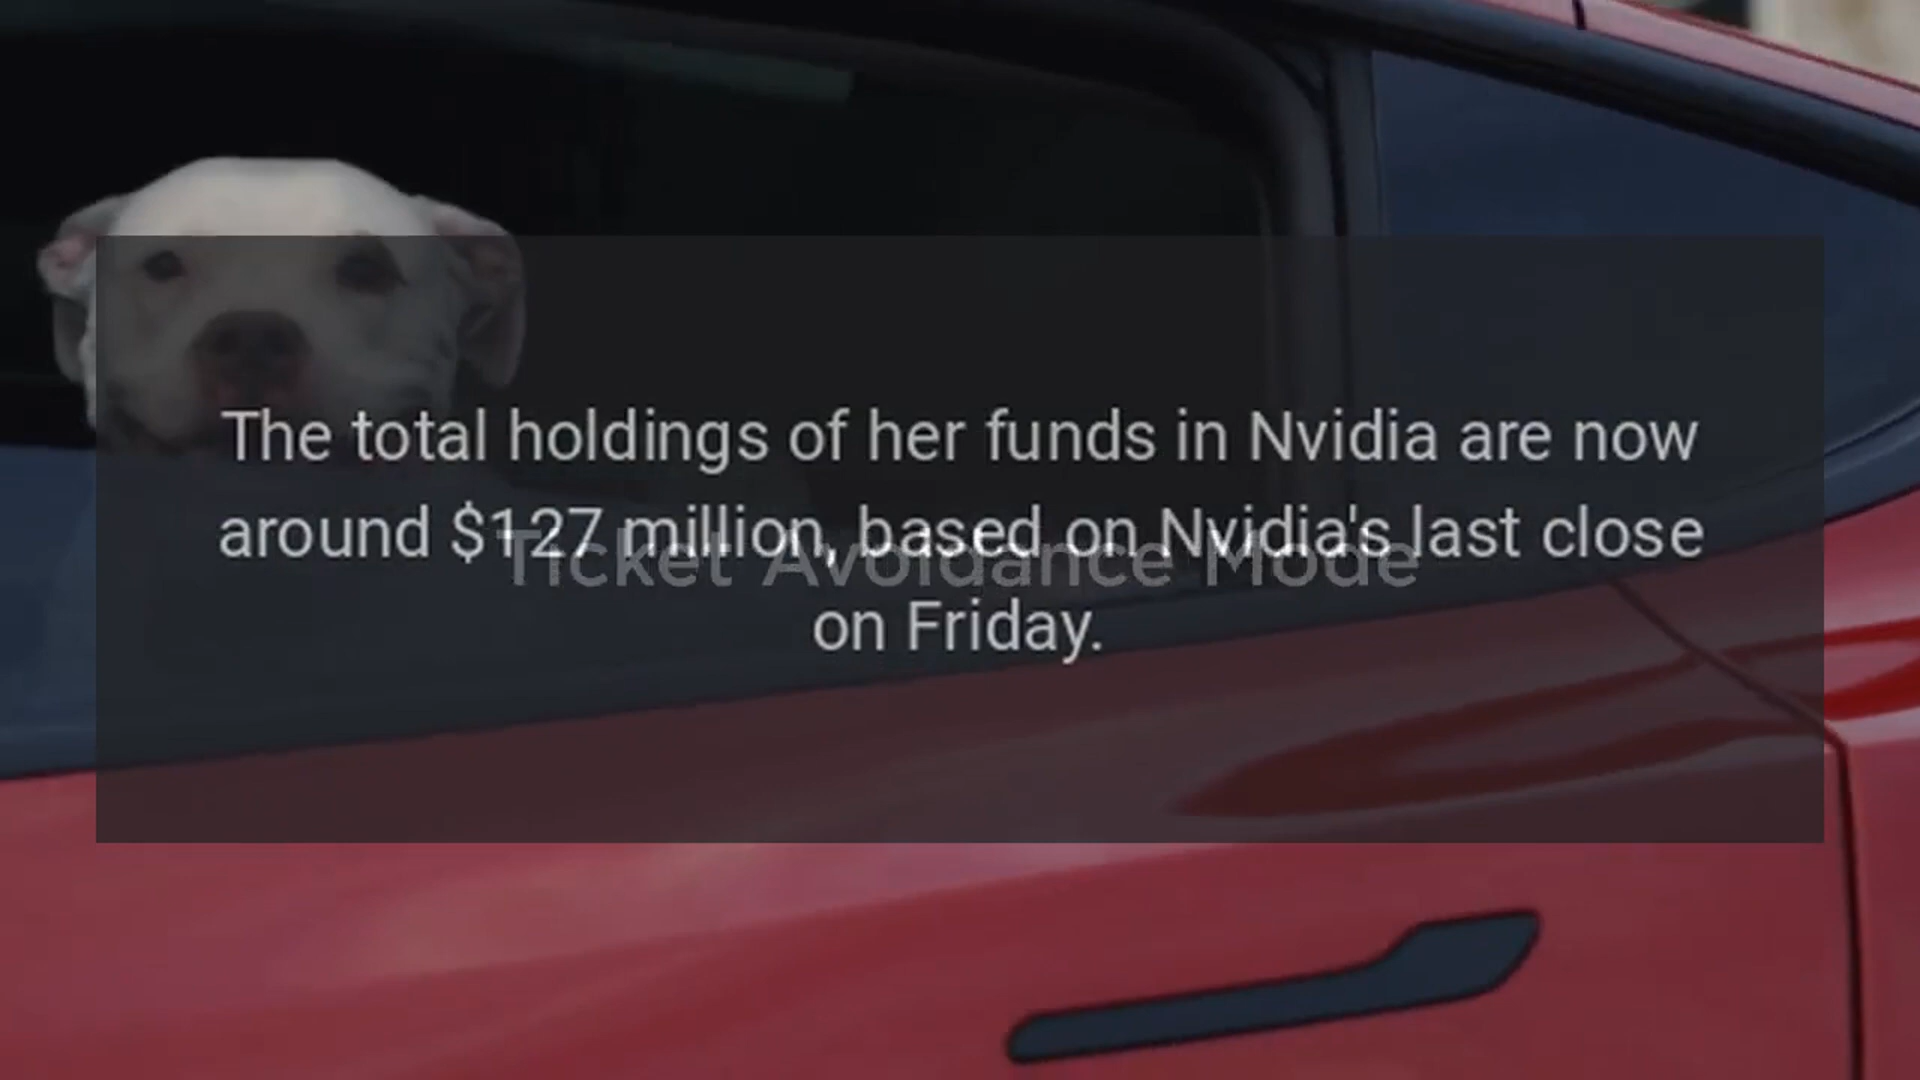 The total holdings of her funds in Nvidia are now
around $127 million, based on Nvidia's last close
Ticket Avoidance Mode
on Friday.